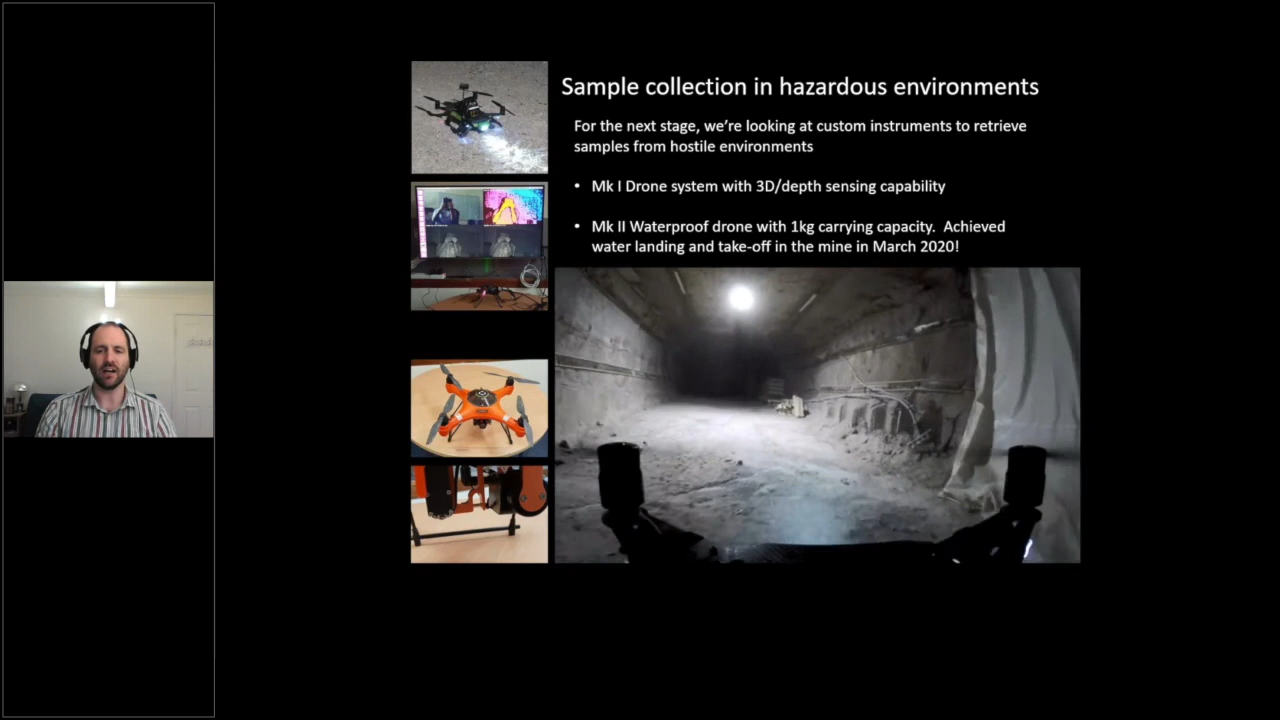 Sample collection in hazardous environments
For the next stage, we're looking at custom instruments to retrieve
samples from hostile environments
• Mk I Drone system with 3D/depth sensing capability
• Mk II Waterproof drone with 1kg carrying capacity. Achieved
water landing and take-off in the mine in March 2020!